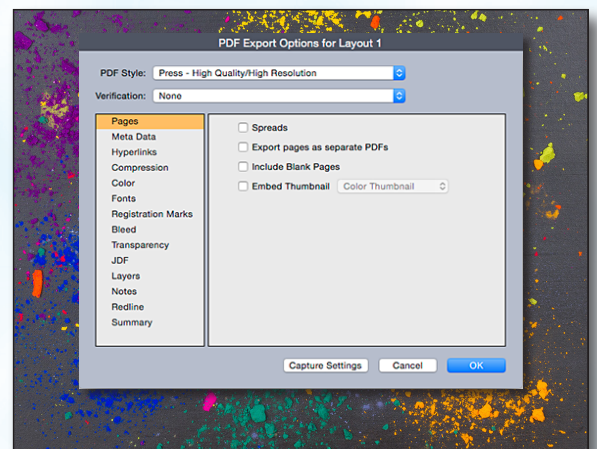 PDF Export Options for Layout 1
PDF Style: Press - High Quality/High Resolution
Verification: None
Pages
Meta Data
Hyperlinks
Compression
Color
Fonts
Registration Marks
Bleed
Transparency
JDF
Layers
Notes
Redline
Summary
Spreads
Export pages as separate PDFs
Include Blank Pages
Embed Thumbnail Color Thumbnail
Capture Settings Cancel OK